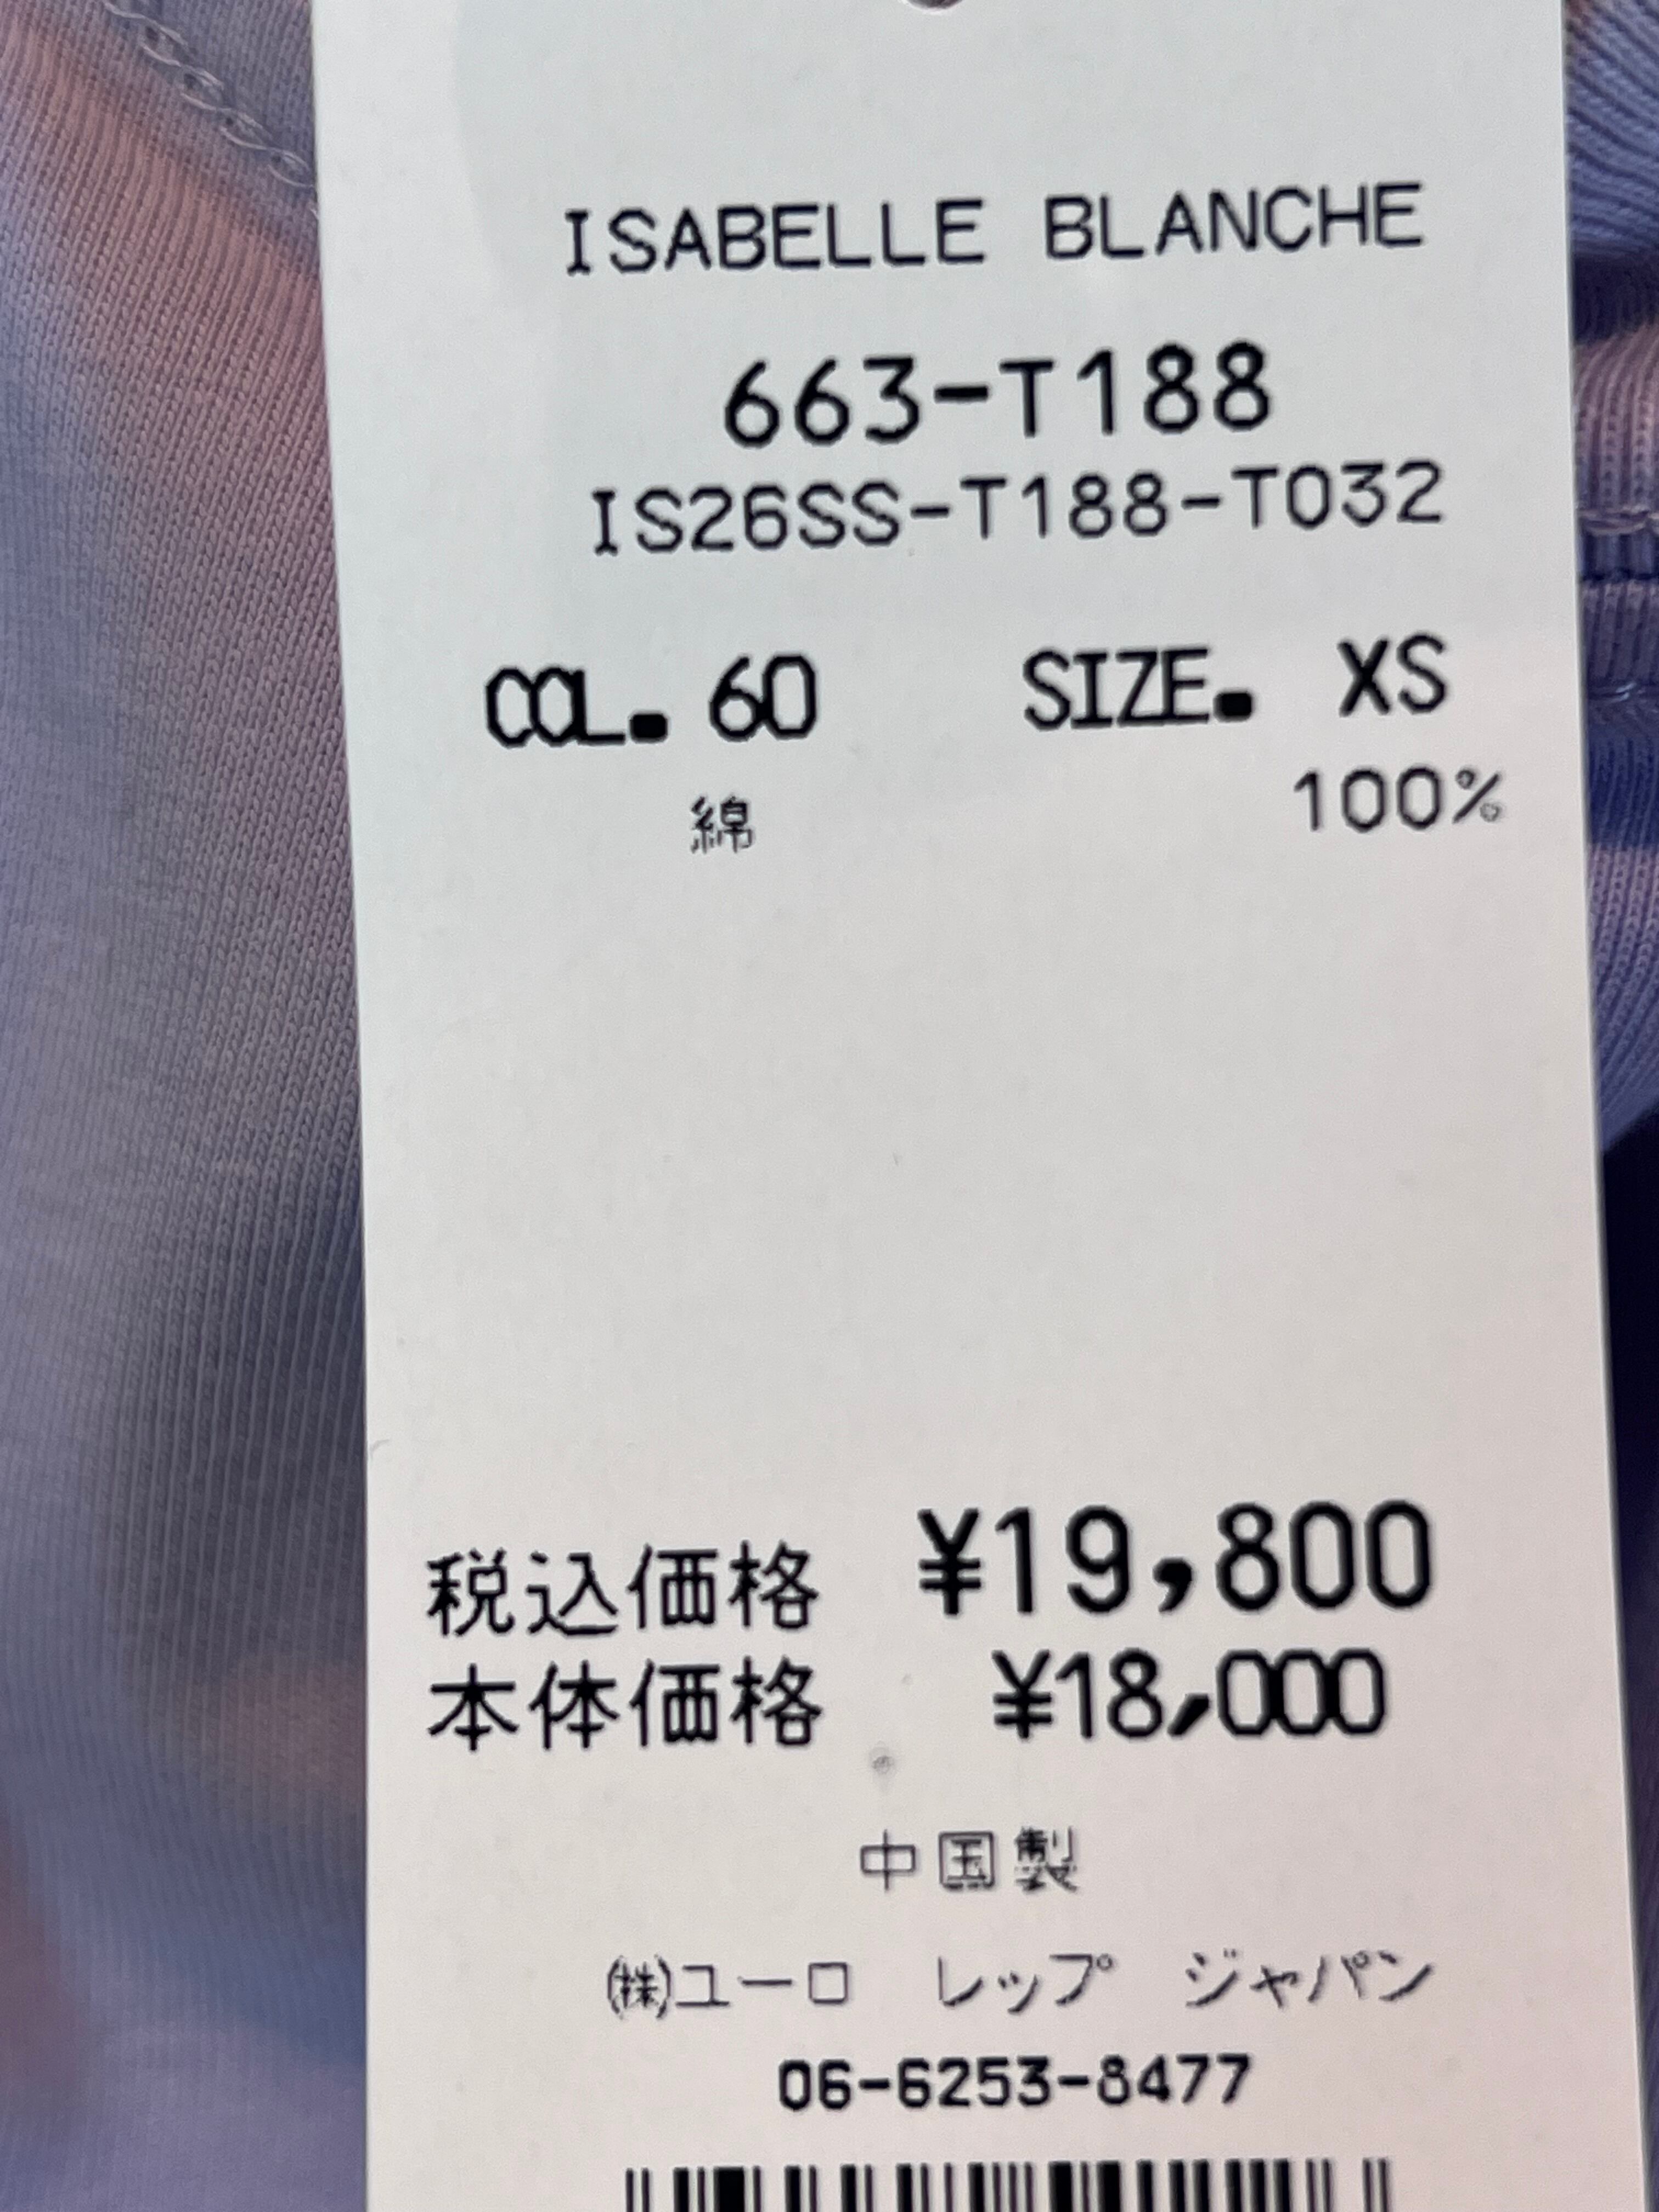 ISABELLE BLANCHE
663-T188
IS26SS-T188-T032
COL. 60 SIZE. XS
綿 100%
税込価格 ¥19,800
本体価格 ¥18,000
中国製
㈱ユーロ レップ ジャパン
06-6253-8477